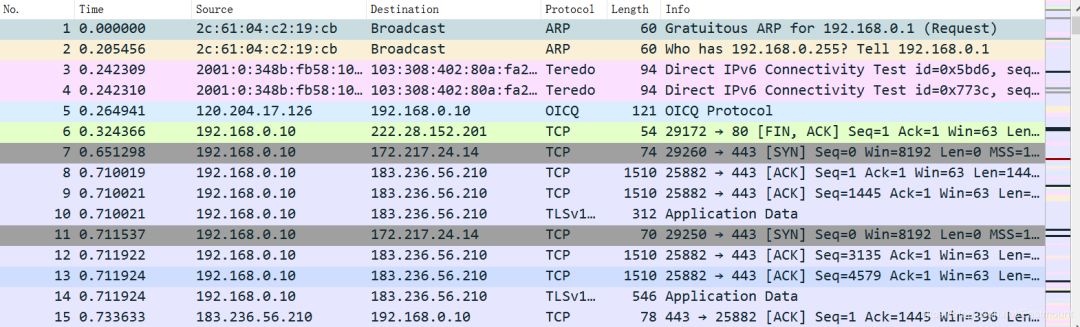 No. Time Source Destination Protocol Length Info
1 0.000000 2c:61:04:c2:19:cb Broadcast ARP 60 Gratuitous ARP for 192.168.0.1 (Request)
2 0.205456 2c:61:04:c2:19:cb Broadcast ARP 60 Who has 192.168.0.255? Tell 192.168.0.1
3 0.242309 2001:0:348b:fb58:10… 103:308:402:80a:fa2… Teredo 94 Direct IPv6 Connectivity Test id=0x5bd6, seq…
4 0.242310 2001:0:348b:fb58:10… 103:308:402:80a:fa2… Teredo 94 Direct IPv6 Connectivity Test id=0x773c, seq…
5 0.264941 120.204.17.126 192.168.0.10 OICQ 121 OICQ Protocol
6 0.324366 192.168.0.10 222.28.152.201 TCP 54 29172 → 80 [FIN, ACK] Seq=1 Ack=1 Win=63 Len…
7 0.651298 192.168.0.10 172.217.24.14 TCP 74 29260 → 443 [SYN] Seq=0 Win=8192 Len=0 MSS=1…
8 0.710019 192.168.0.10 183.236.56.210 TCP 1510 25882 → 443 [ACK] Seq=1 Ack=1 Win=63 Len=144…
9 0.710021 192.168.0.10 183.236.56.210 TCP 1510 25882 → 443 [ACK] Seq=1445 Ack=1 Win=63 Len=…
10 0.710021 192.168.0.10 183.236.56.210 TLSv1… 312 Application Data
11 0.711537 192.168.0.10 172.217.24.14 TCP 70 29250 → 443 [SYN] Seq=0 Win=8192 Len=0 MSS=1…
12 0.711922 192.168.0.10 183.236.56.210 TCP 1510 25882 → 443 [ACK] Seq=3135 Ack=1 Win=63 Len=…
13 0.711924 192.168.0.10 183.236.56.210 TCP 1510 25882 → 443 [ACK] Seq=4579 Ack=1 Win=63 Len=…
14 0.711924 192.168.0.10 183.236.56.210 TLSv1… 546 Application Data
15 0.733633 183.236.56.210 192.168.0.10 TCP 78 443 → 25882 [ACK] Seq=1 Ack=1445 Win=996 Le…